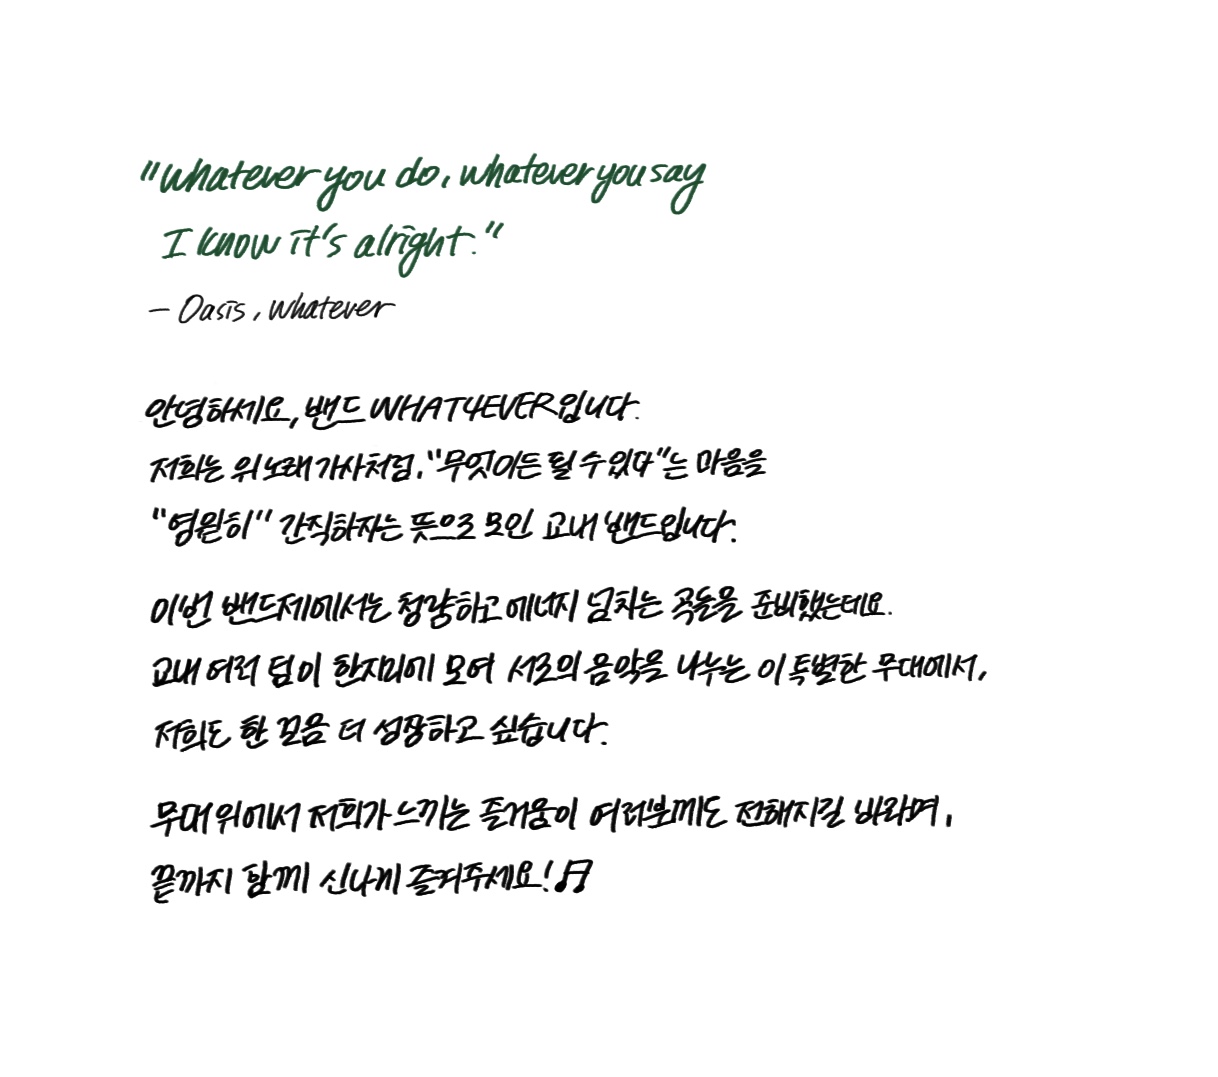 "Whatever you do, whatever you say
I know it's alright."
- Oasis, Whatever
안녕하세요, 밴드 WHAT4EVER입니다.
저희는 위 노래 가사처럼, "무엇이든 될 수 있다"는 마음을
"영원히" 간직하자는 뜻으로 모인 교내 밴드입니다.
이번 밴드제에서는 청량하고 에너지 넘치는 곡들을 준비했는데요.
교내 여러 팀이 한자리에 모여 서로의 음악을 나누는 이 특별한 무대에서,
저희도 한 걸음 더 성장하고 싶습니다.
무대 위에서 저희가 느끼는 즐거움이 여러분께도 전해지길 바라며,
끝까지 함께 신나게 즐겨주세요!♬